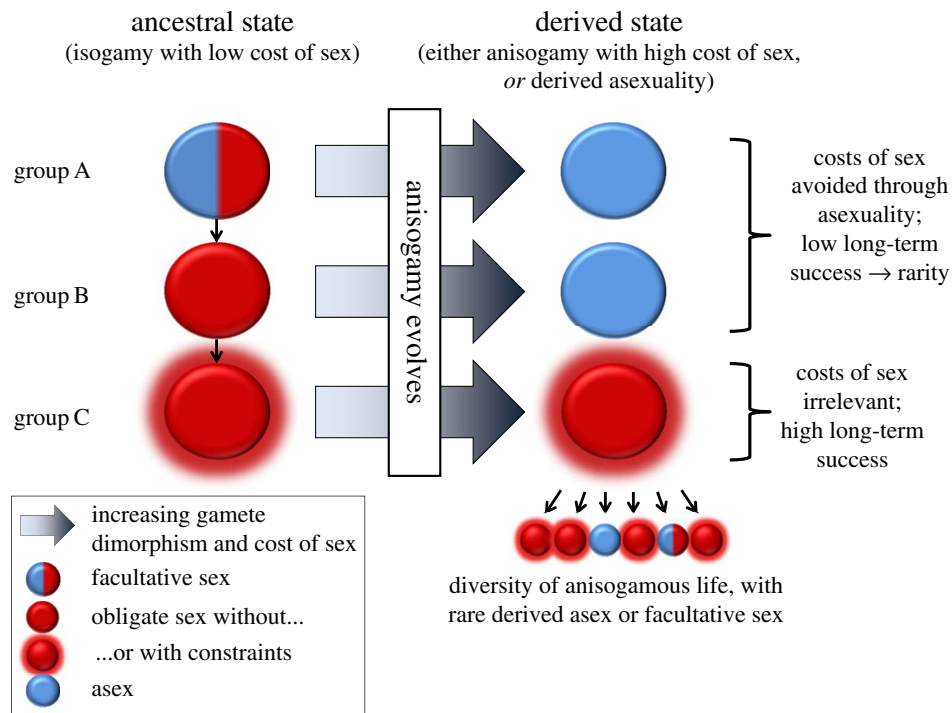 ancestral state
(isogamy with low cost of sex)
derived state
(either anisogamy with high cost of sex,
or derived asexuality)
group A
group B
group C
anisogamy evolves
costs of sex
avoided through
asexuality;
low long-term
success → rarity
costs of sex
irrelevant;
high long-term
success
increasing gamete
dimorphism and cost of sex
facultative sex
obligate sex without...
...or with constraints
asex
diversity of anisogamous life, with
rare derived asex or facultative sex